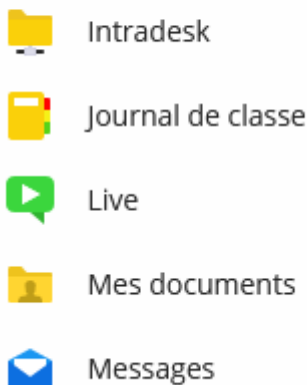 Intradesk
Journal de classe
Live
Mes documents
Messages